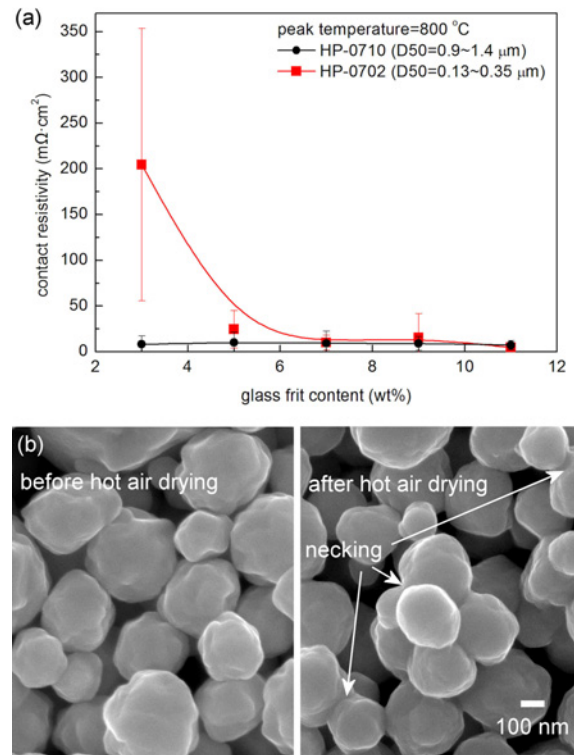 (a)
peak temperature=800 °C
HP-0710 (D50=0.9~1.4 μm)
HP-0702 (D50=0.13~0.35 μm)
contact resistivity (mΩ·cm²)
350
300
250
200
150
100
50
0
2
4
6
8
10
12
glass frit content (wt%)
(b)
before hot air drying
after hot air drying
necking
100 nm